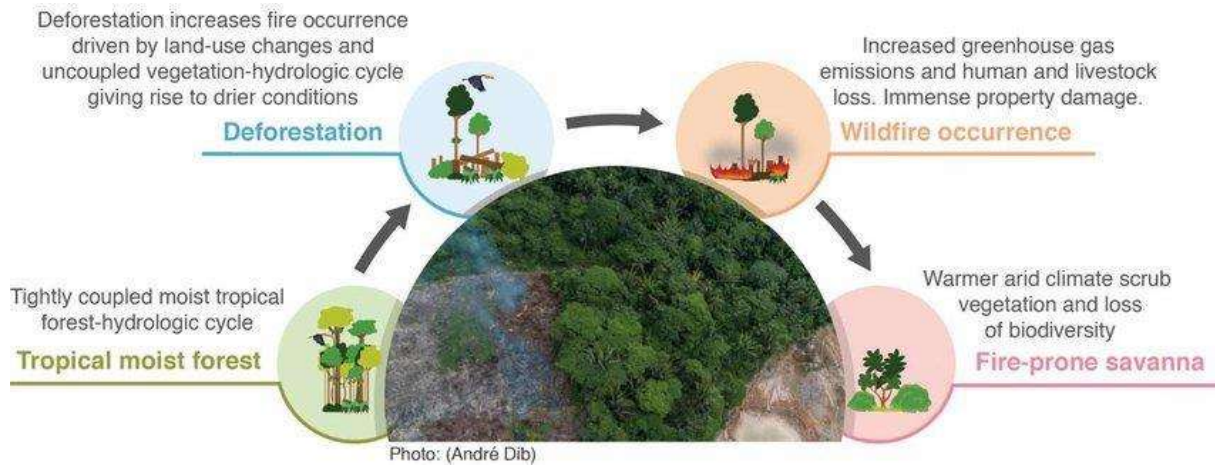 Deforestation increases fire occurrence
driven by land-use changes and
uncoupled vegetation-hydrologic cycle
giving rise to drier conditions
Deforestation
Increased greenhouse gas
emissions and human and livestock
loss. Immense property damage.
Wildfire occurrence
Tightly coupled moist tropical
forest-hydrologic cycle
Tropical moist forest
Warmer arid climate scrub
vegetation and loss
of biodiversity
Fire-prone savanna
Photo: (André Dib)